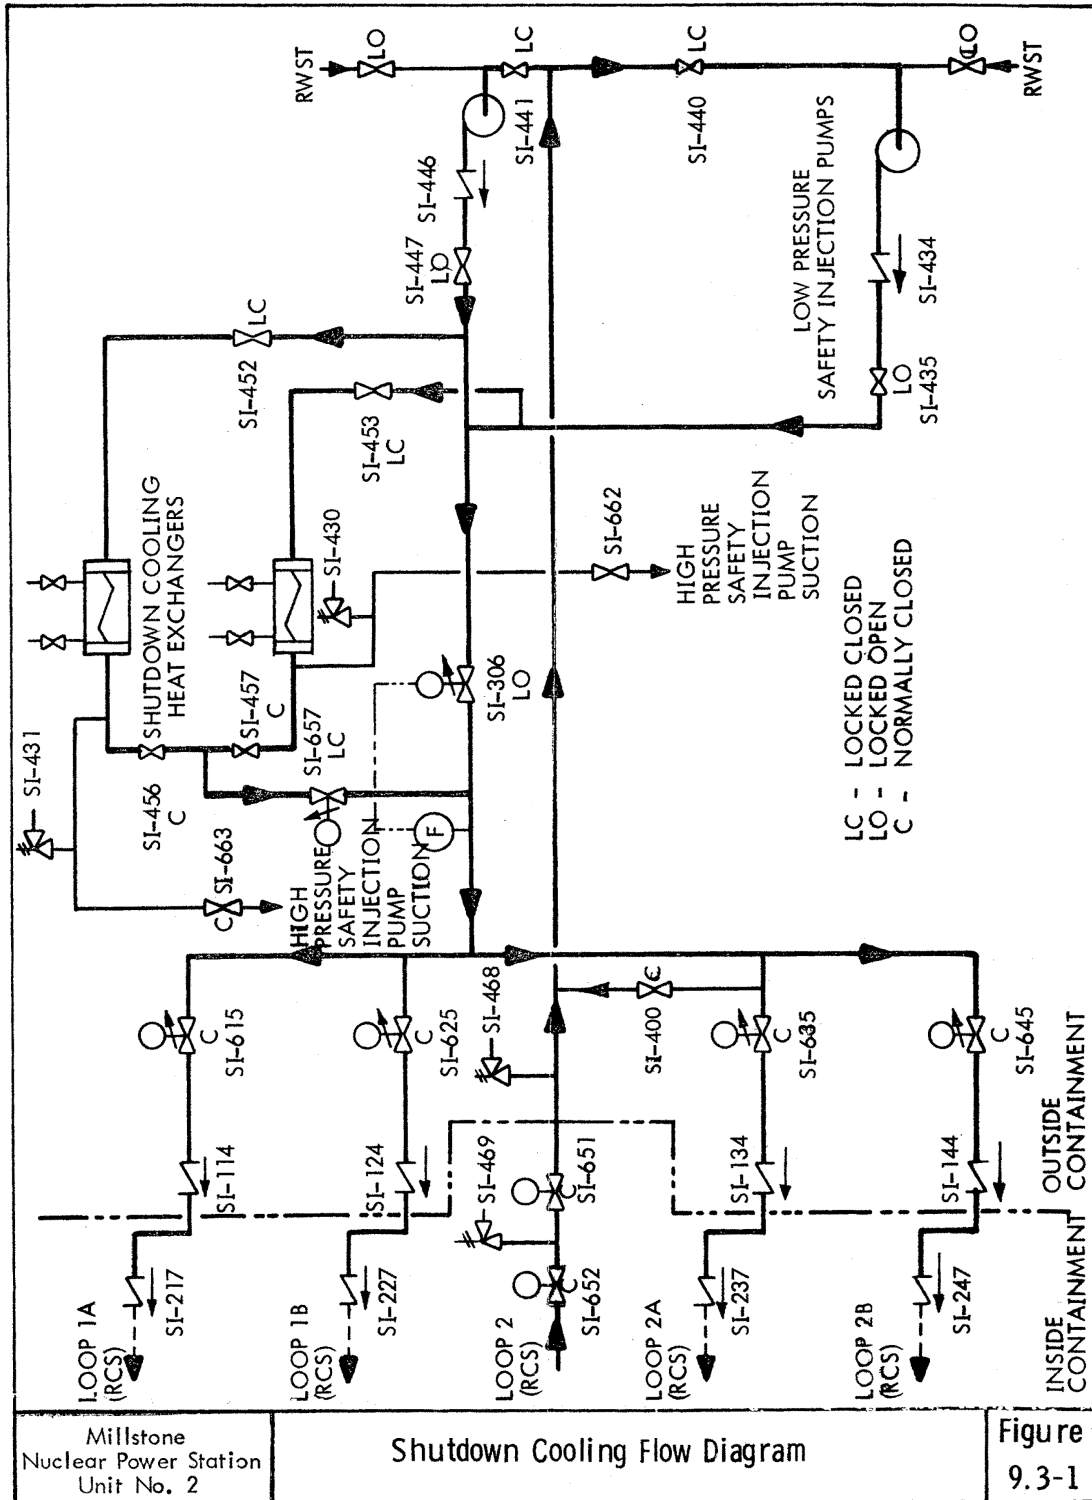 RWST
LO
LC
SI-441
LC
SI-440
LO
RWST
SI-446
SI-447
LO
LOW PRESSURE
SAFETY INJECTION PUMPS
SI-434
LO
SI-435
LC
SI-452
SI-453
LC
SHUTDOWN COOLING
HEAT EXCHANGERS
SI-430
SI-662
HIGH
PRESSURE
SAFETY
INJECTION
PUMP
SUCTION
SI-306
LO
SI-457
C
SI-657
LC
SI-431
SI-456
C
F
SI-663
C
HIGH
PRESSURE
SAFETY
INJECTION
PUMP
SUCTION
LC - LOCKED CLOSED
LO - LOCKED OPEN
C - NORMALLY CLOSED
C
SI-615
C
SI-625
SI-468
C
SI-400
C
SI-635
C
SI-645
SI-114
SI-124
SI-469
C
SI-651
SI-134
SI-144
OUTSIDE
CONTAINMENT
SI-217
SI-227
C
SI-652
SI-237
SI-247
LOOP 1A
(RCS)
LOOP 1B
(RCS)
LOOP 2
(RCS)
LOOP 2A
(RCS)
LOOP 2B
(RCS)
INSIDE
CONTAINMENT
Millstone
Nuclear Power Station
Unit No. 2
Shutdown Cooling Flow Diagram
Figure
9.3-1